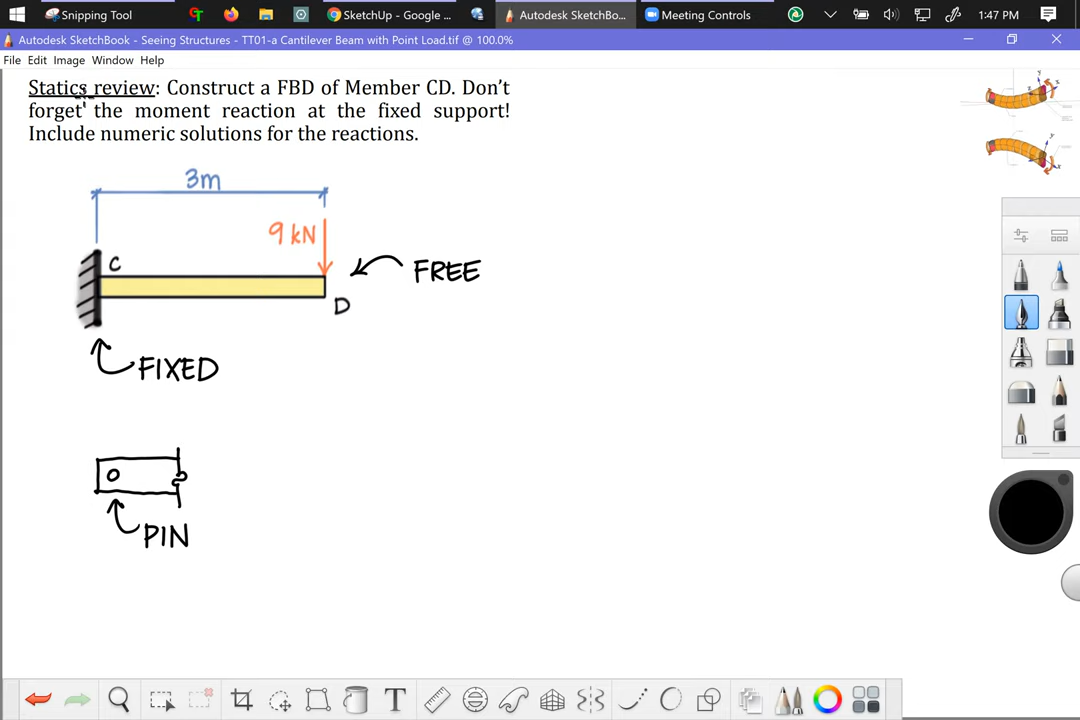 Snipping Tool
SketchUp - Google ...
Autodesk SketchBo...
Meeting Controls
1:47 PM
Autodesk SketchBook - Seeing Structures - TT01-a Cantilever Beam with Point Load.tif @ 100.0%
File Edit Image Window Help
Statics review: Construct a FBD of Member CD. Don't
forget the moment reaction at the fixed support!
Include numeric solutions for the reactions.
3m
9 kN
C
FREE
D
FIXED
PIN
T